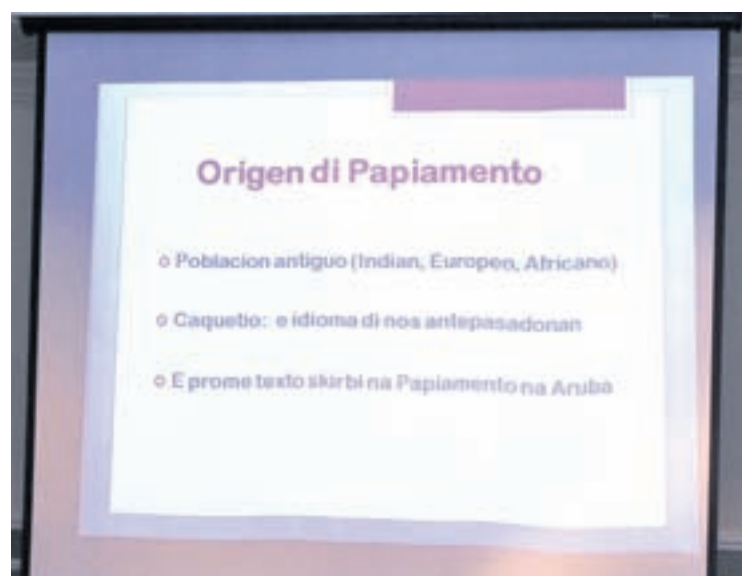 Origen di Papiamento
Poblacion antiguo (Indian, Europeo, Africano)
Caquetio: e idioma di nos antepasadonan
E prome texto skirbi na Papiamento na Aruba